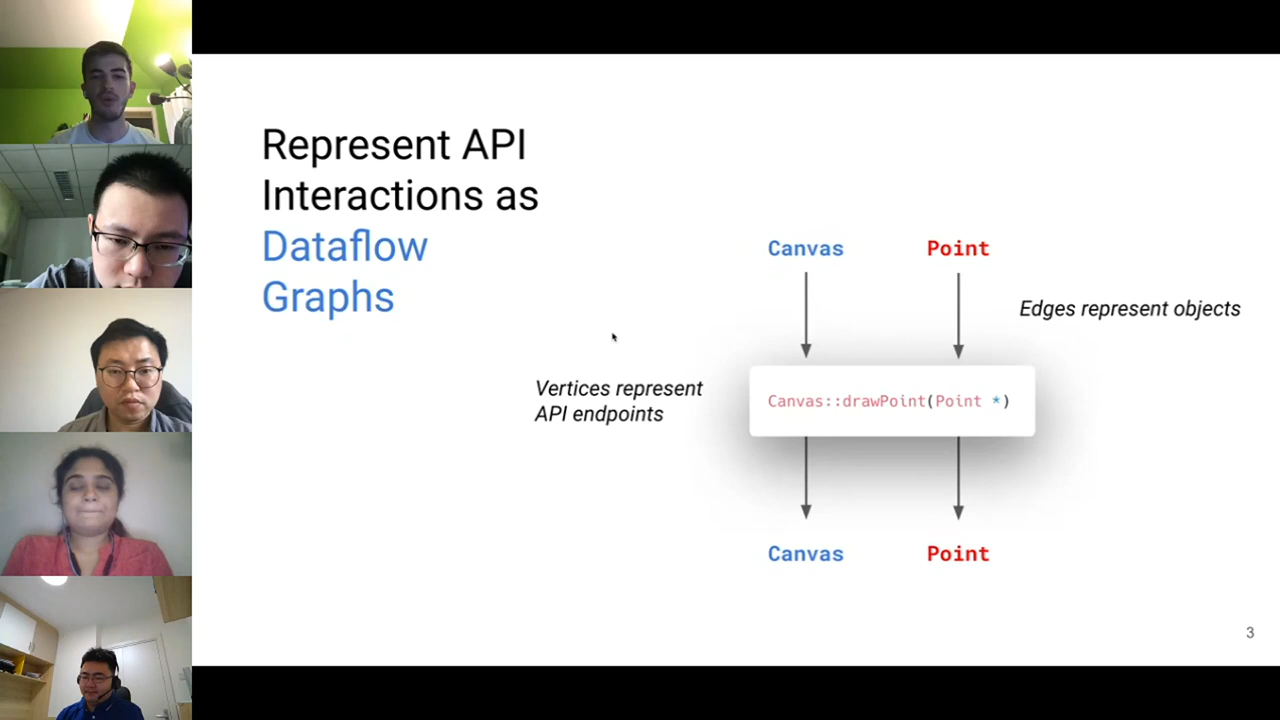 Represent API
Interactions as
Dataflow
Graphs
Canvas
Point
Edges represent objects
Vertices represent
API endpoints
Canvas::drawPoint(Point *)
Canvas
Point
3